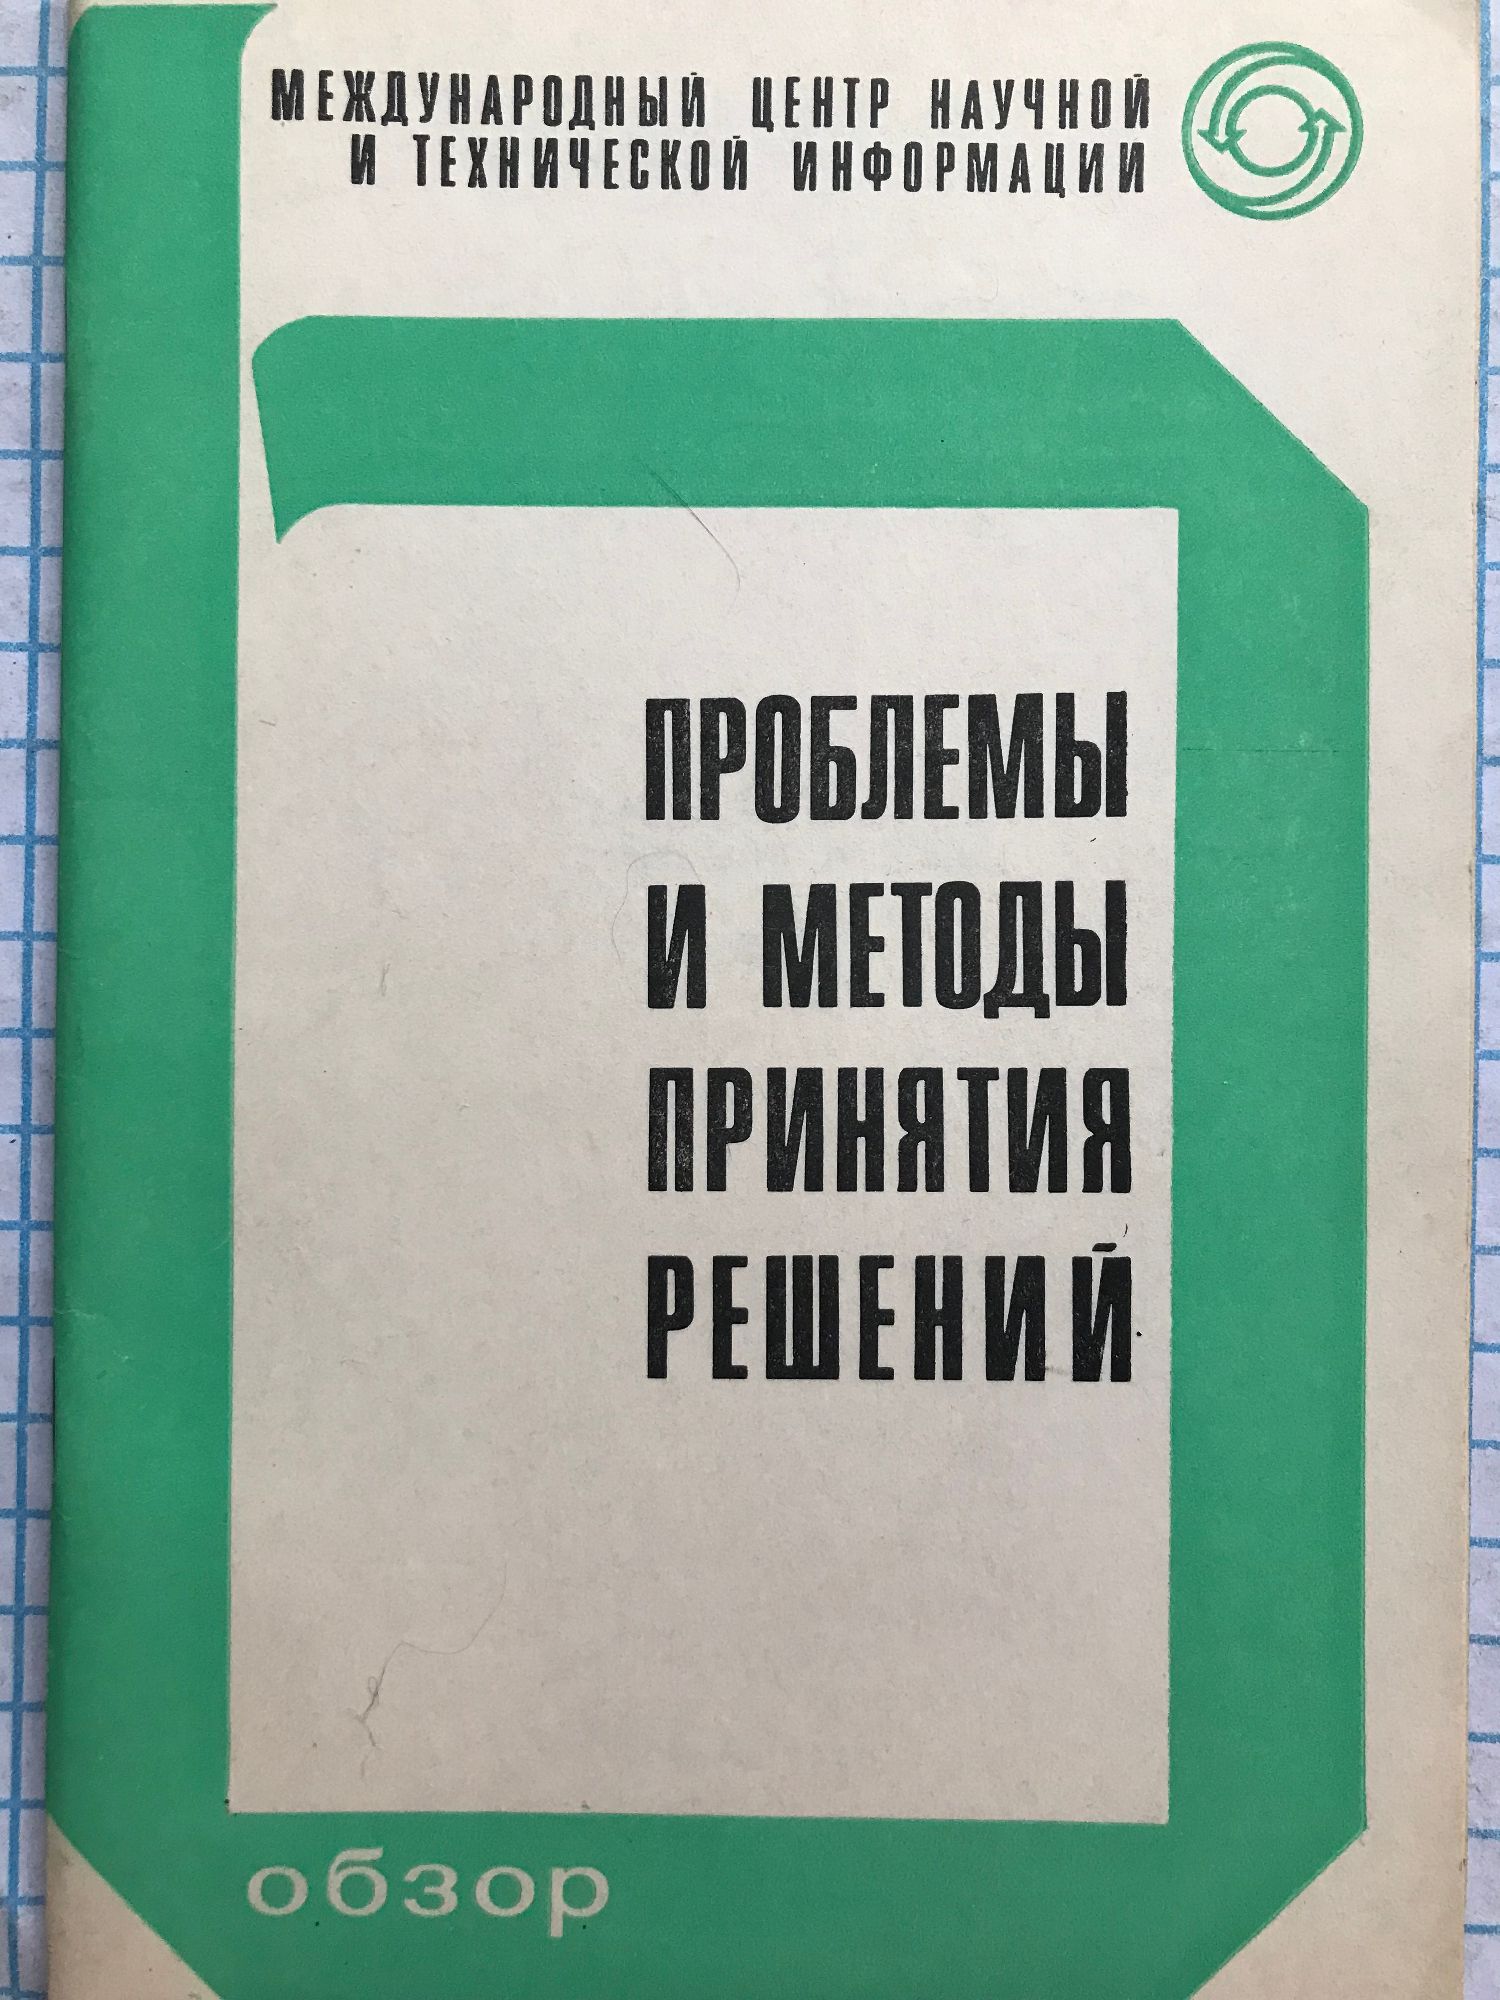 МЕЖДУНАРОДНЫЙ ЦЕНТР НАУЧНОЙ
И ТЕХНИЧЕСКОЙ ИНФОРМАЦИИ
ПРОБЛЕМЫ
И МЕТОДЫ
ПРИНЯТИЯ
РЕШЕНИЙ
обзор